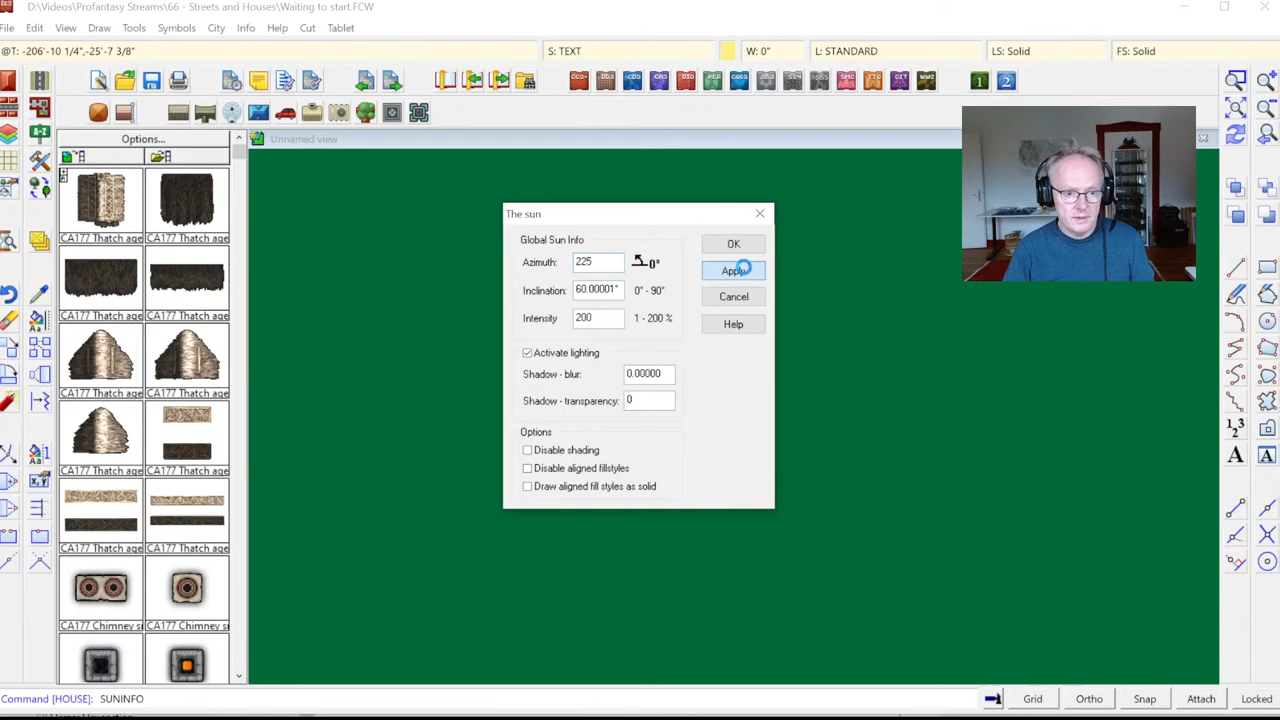 D:\Videos\Profantasy Streams\66 - Streets and Houses\Waiting to start.FCW
File Edit View Draw Tools Symbols City Info Help Cut Tablet
@T: -206'-10 1/4",-25'-7 3/8" S: TEXT W: 0" L: STANDARD LS: Solid FS: Solid
Options... Unnamed view
CA177 Thatch age CA177 Thatch age
CA177 Thatch age CA177 Thatch age
CA177 Thatch age CA177 Thatch age
CA177 Thatch age CA177 Thatch age
CA177 Thatch age CA177 Thatch age
CA177 Chimney s CA177 Chimney s
The sun
Global Sun Info
Azimuth: 225 0°
Inclination: 60.00001° 0° - 90°
Intensity 200 1 - 200 %
OK
Apply
Cancel
Help
Activate lighting
Shadow - blur: 0.00000
Shadow - transparency: 0
Options
Disable shading
Disable aligned fillstyles
Draw aligned fill styles as solid
Command [HOUSE]: SUNINFO Grid Ortho Snap Attach Locked